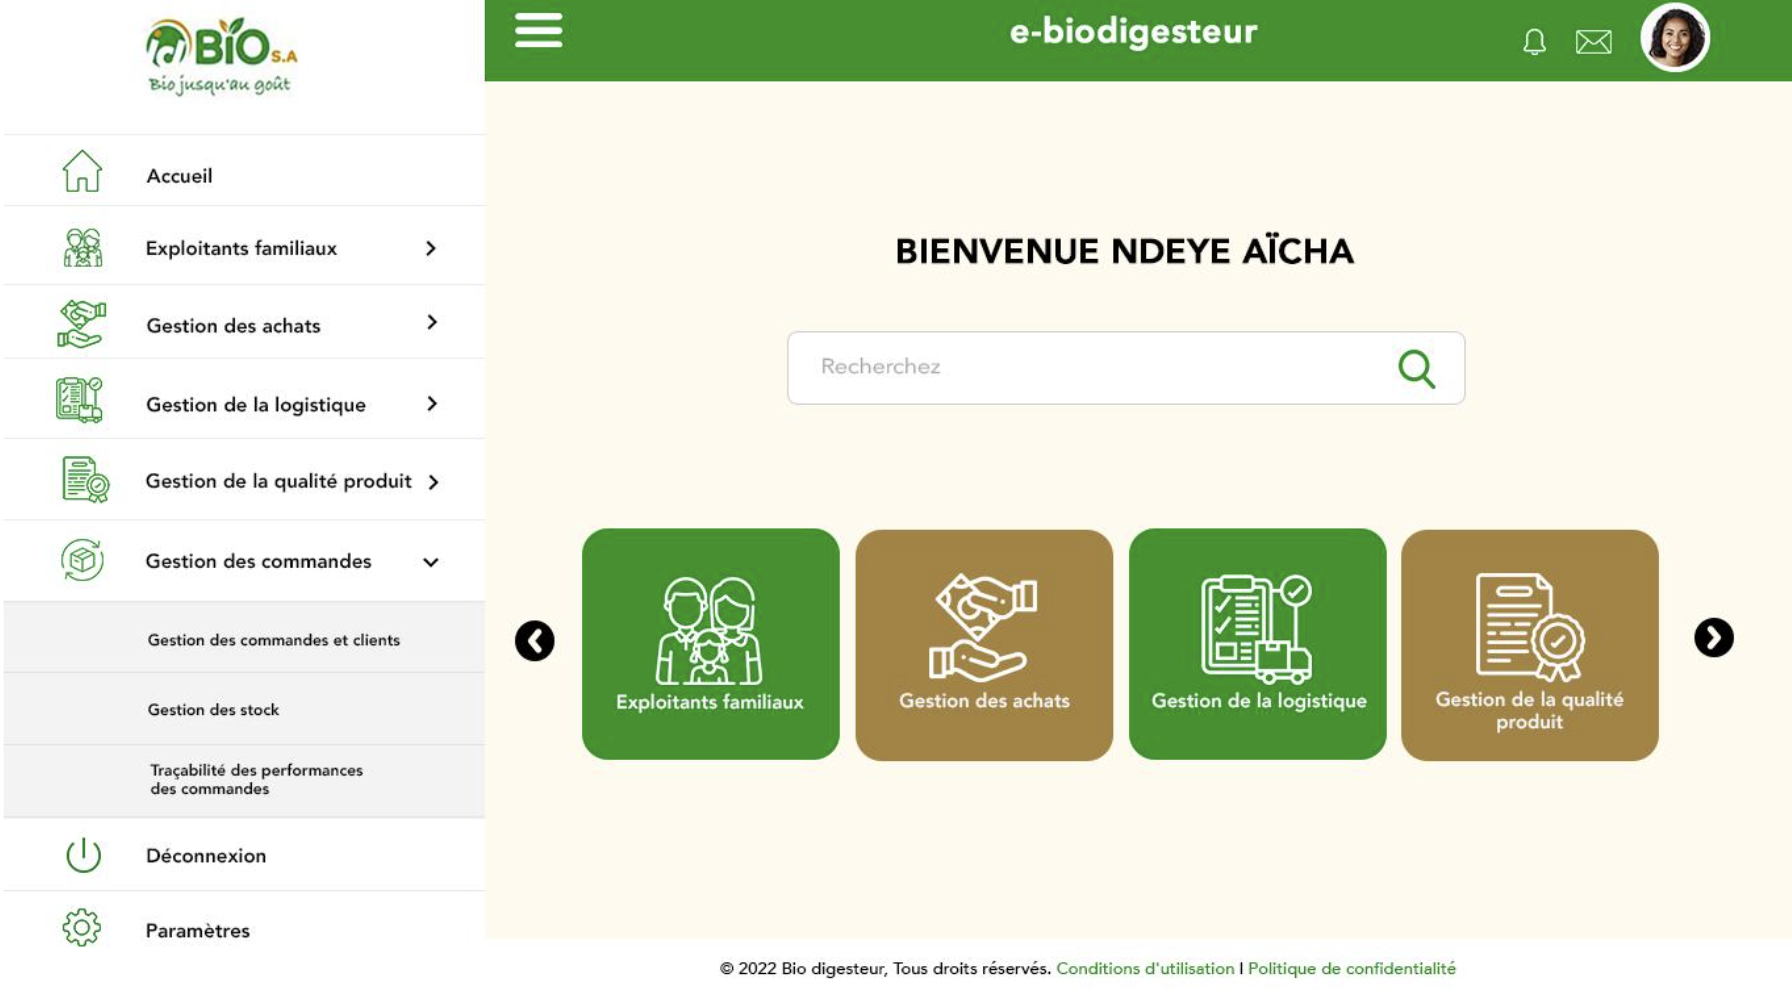 BIO S.A
Bio jusqu'au goût
Accueil
Exploitants familiaux
Gestion des achats
Gestion de la logistique
Gestion de la qualité produit
Gestion des commandes
Gestion des commandes et clients
Gestion des stock
Traçabilité des performances
des commandes
Déconnexion
Paramètres
e-biodigesteur
BIENVENUE NDEYE AÏCHA
Recherchez
Exploitants familiaux
Gestion des achats
Gestion de la logistique
Gestion de la qualité
produit
© 2022 Bio digesteur, Tous droits réservés. Conditions d'utilisation I Politique de confidentialité